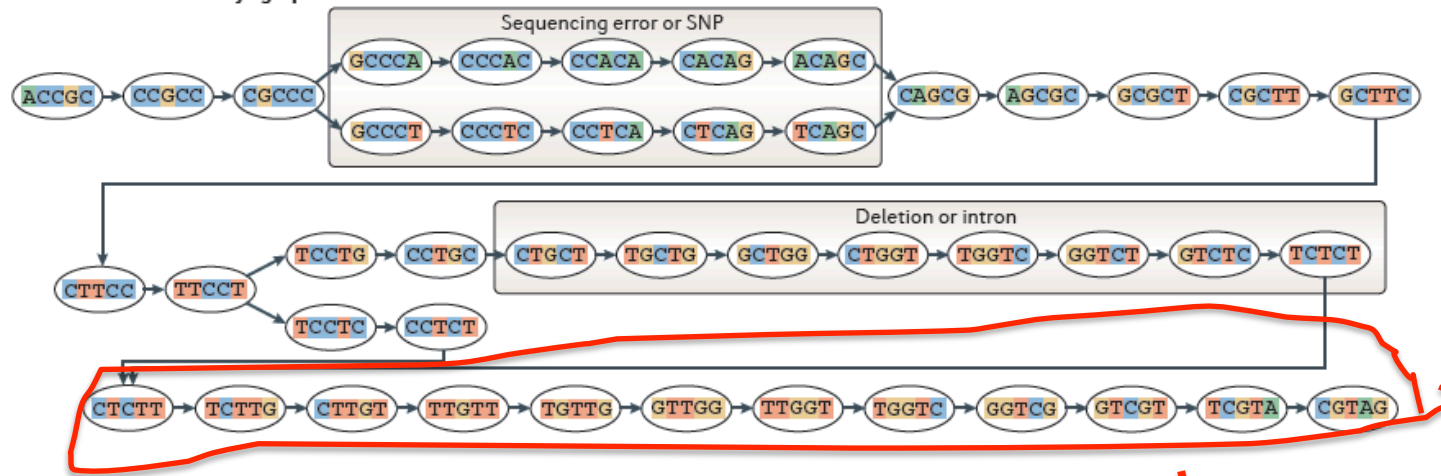 Sequencing error or SNP
GCCCA CCCAC CCACA CACAG ACAGC
ACCGC CCGCC CGCCC CAGCG AGCGC GCGCT CGCTT GCTTC
GCCCT CCCTC CCTCA CTCAG TCAGC
Deletion or intron
TCCTG CCTGC CTGCT TGCTG GCTGG CTGGT TGGTC GGTCT GTCTC TCTCT
CTTCC TTCCT
TCCTC CCTCT
CTCTT TCTTG CTTGT TTGTT TGTTG GTTGG TTGGT TGGTC GGTCG GTCGT TCGTA CGTAG